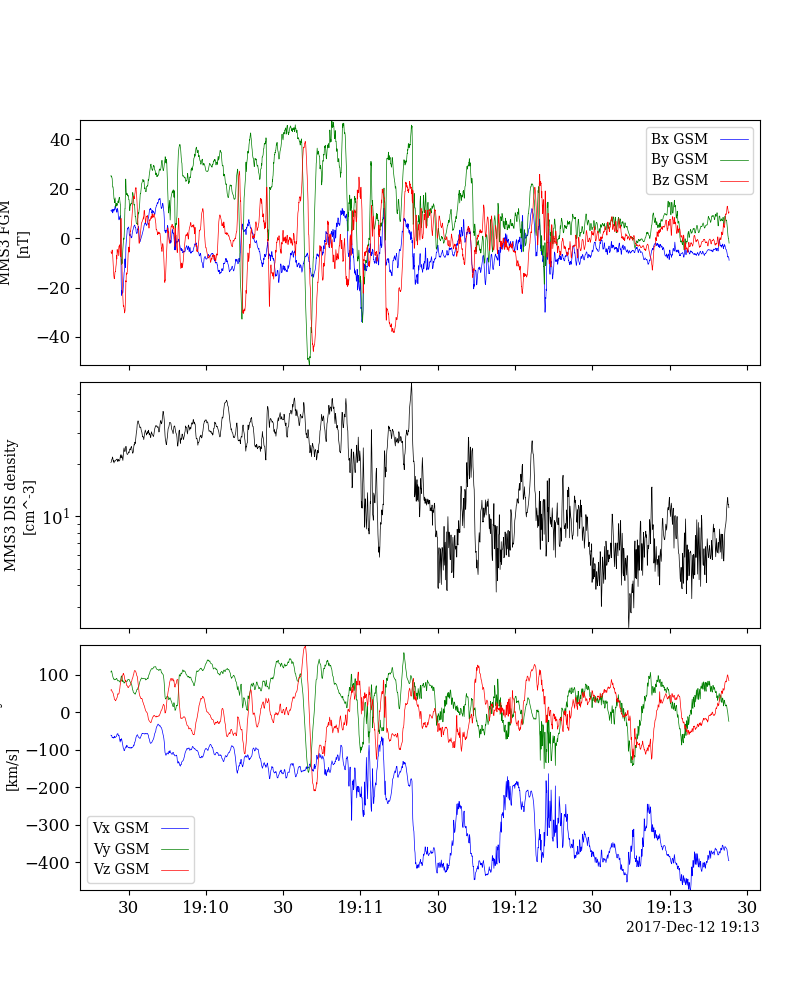 40
20
0
−20
−40
MMS3 FGM
[nT]
Bx GSM
By GSM
Bz GSM
10^1
MMS3 DIS density
[cm^-3]
100
0
−100
−200
−300
−400
[km/s]
Vx GSM
Vy GSM
Vz GSM
30 19:10 30 19:11 30 19:12 30 19:13 30
2017-Dec-12 19:13